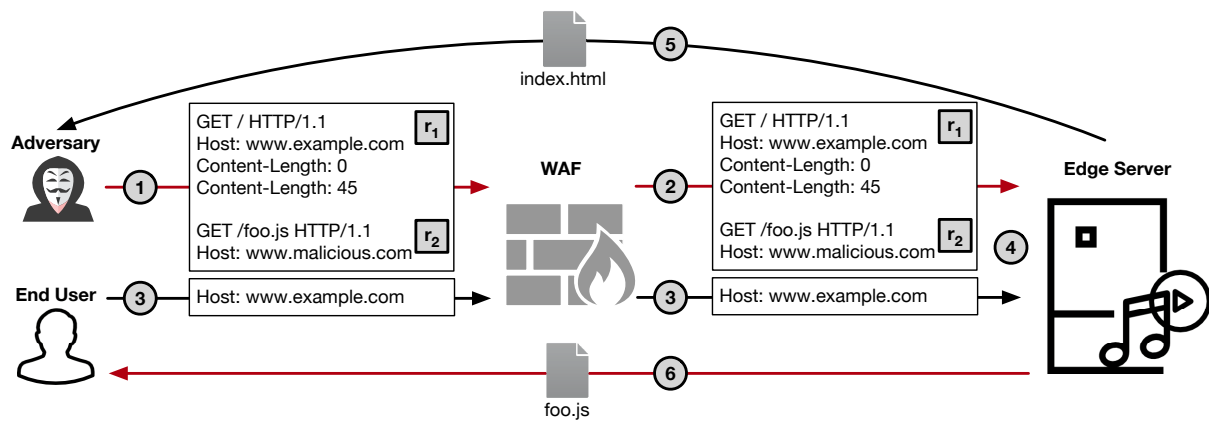 5
index.html
Adversary
1
GET / HTTP/1.1
Host: www.example.com
Content-Length: 0
Content-Length: 45
r1
GET /foo.js HTTP/1.1
Host: www.malicious.com
r2
WAF
2
GET / HTTP/1.1
Host: www.example.com
Content-Length: 0
Content-Length: 45
r1
GET /foo.js HTTP/1.1
Host: www.malicious.com
r2
Edge Server
4
End User
3
Host: www.example.com
3
Host: www.example.com
6
foo.js